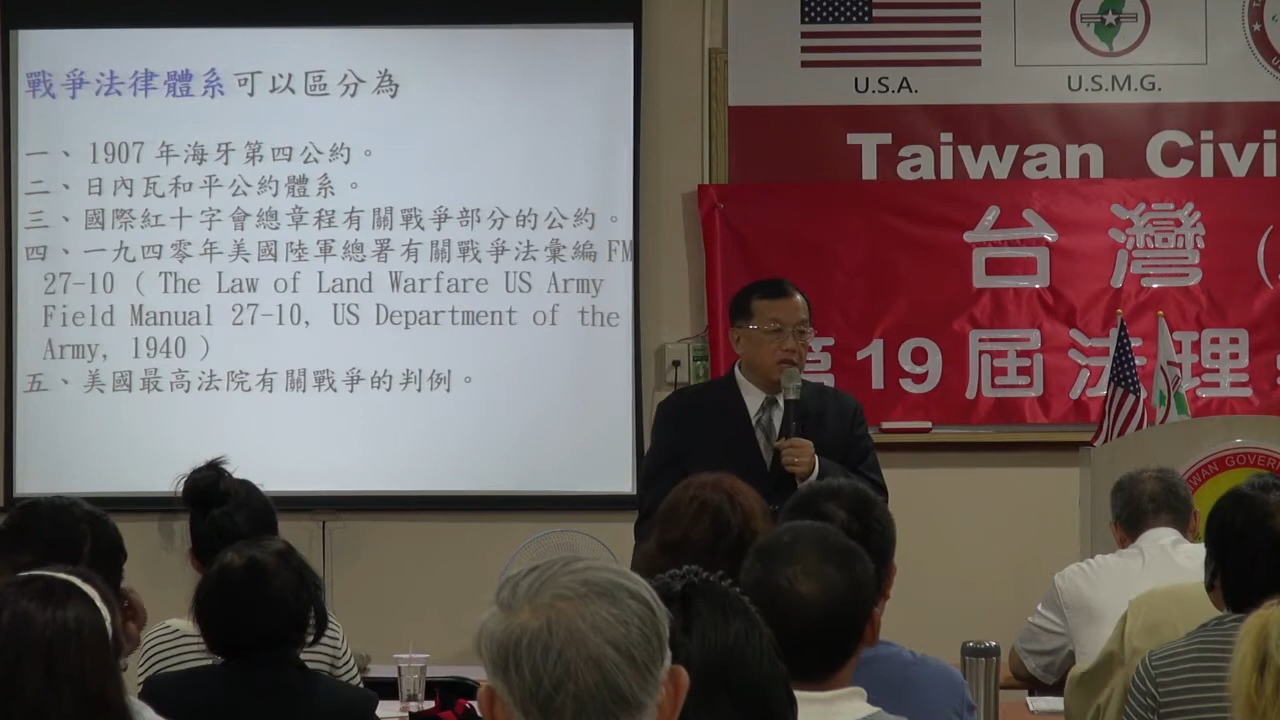 戰爭法律體系可以區分為
一、1907 年海牙第四公約。
二、日內瓦和平公約體系。
三、國際紅十字會總章程有關戰爭部分的公約。
四、一九四零年美國陸軍總署有關戰爭法彙編 FM
27-10 ( The Law of Land Warfare US Army
Field Manual 27-10, US Department of the
Army, 1940 )
五、美國最高法院有關戰爭的判例。
U.S.A.
U.S.M.G.
Taiwan Civi
台灣（
第19屆法理
WAN GOVER